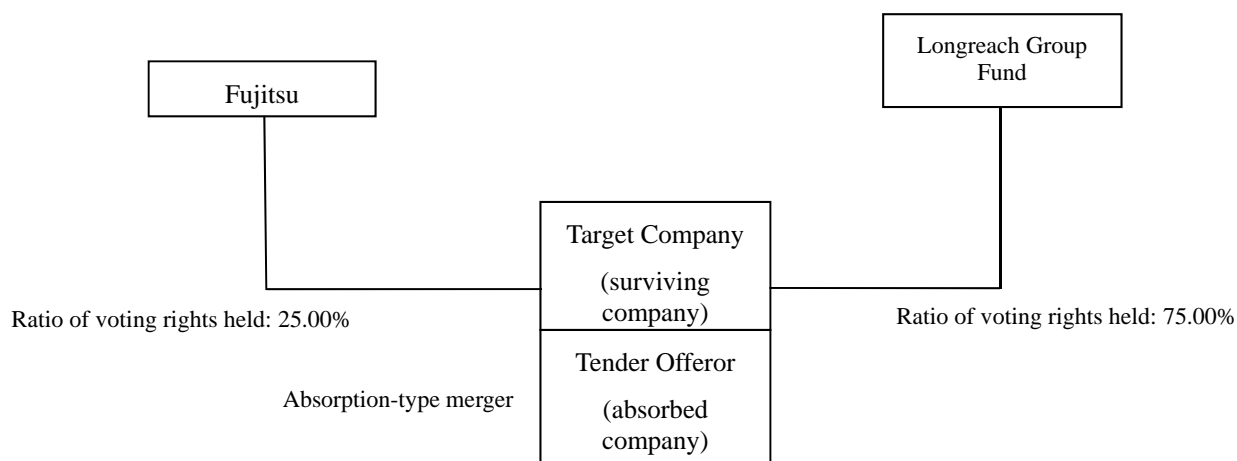 Longreach Group
Fund
Fujitsu
Target Company
(surviving
company)
Ratio of voting rights held: 25.00%
Ratio of voting rights held: 75.00%
Tender Offeror
Absorption-type merger
(absorbed
company)